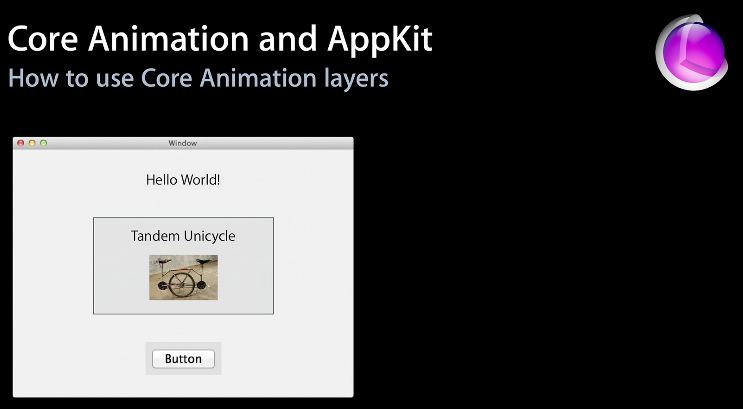 Core Animation and AppKit
How to use Core Animation layers
Window
Hello World!
Tandem Unicycle
Button